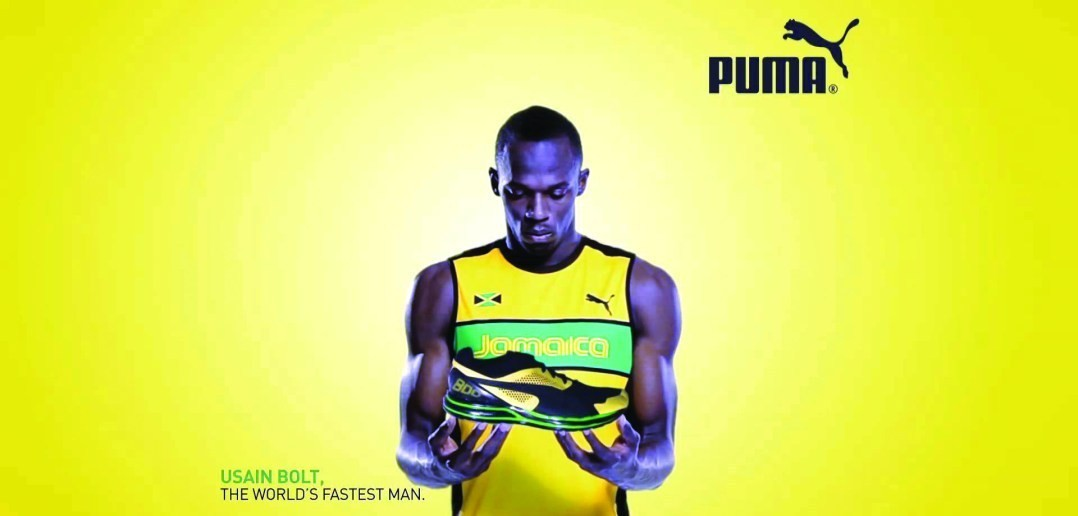 PUMA®
Jamaica
USAIN BOLT,
THE WORLD'S FASTEST MAN.